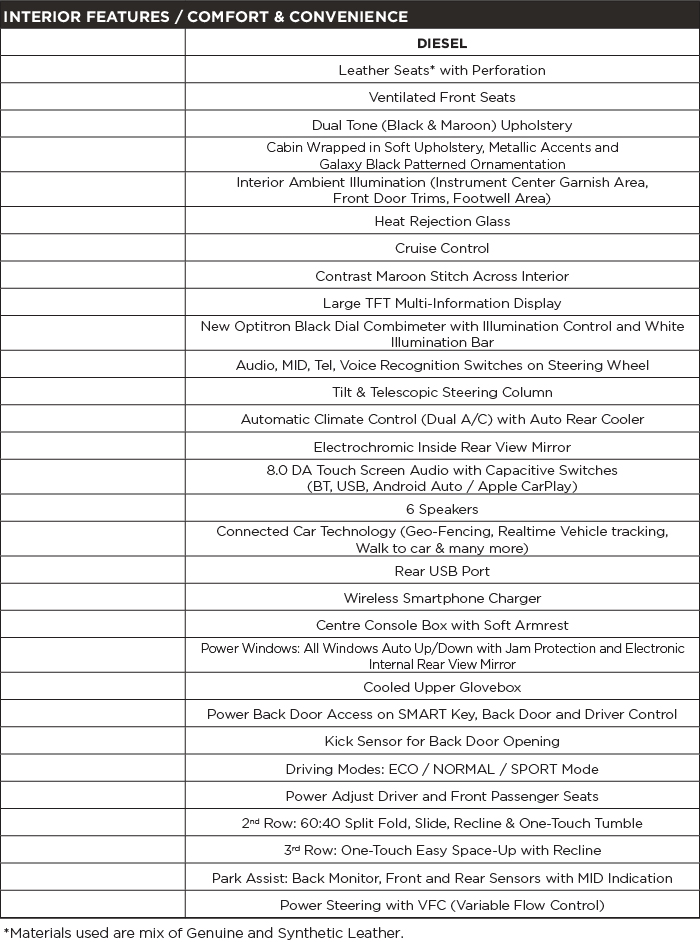 INTERIOR FEATURES / COMFORT & CONVENIENCE
DIESEL
Leather Seats* with Perforation
Ventilated Front Seats
Dual Tone (Black & Maroon) Upholstery
Cabin Wrapped in Soft Upholstery, Metallic Accents and
Galaxy Black Patterned Ornamentation
Interior Ambient Illumination (Instrument Center Garnish Area,
Front Door Trims, Footwell Area)
Heat Rejection Glass
Cruise Control
Contrast Maroon Stitch Across Interior
Large TFT Multi-Information Display
New Optitron Black Dial Combimeter with Illumination Control and White
Illumination Bar
Audio, MID, Tel, Voice Recognition Switches on Steering Wheel
Tilt & Telescopic Steering Column
Automatic Climate Control (Dual A/C) with Auto Rear Cooler
Electrochromic Inside Rear View Mirror
8.0 DA Touch Screen Audio with Capacitive Switches
(BT, USB, Android Auto / Apple CarPlay)
6 Speakers
Connected Car Technology (Geo-Fencing, Realtime Vehicle tracking,
Walk to car & many more)
Rear USB Port
Wireless Smartphone Charger
Centre Console Box with Soft Armrest
Power Windows: All Windows Auto Up/Down with Jam Protection and Electronic
Internal Rear View Mirror
Cooled Upper Glovebox
Power Back Door Access on SMART Key, Back Door and Driver Control
Kick Sensor for Back Door Opening
Driving Modes: ECO / NORMAL / SPORT Mode
Power Adjust Driver and Front Passenger Seats
2nd Row: 60:40 Split Fold, Slide, Recline & One-Touch Tumble
3rd Row: One-Touch Easy Space-Up with Recline
Park Assist: Back Monitor, Front and Rear Sensors with MID Indication
Power Steering with VFC (Variable Flow Control)
*Materials used are mix of Genuine and Synthetic Leather.